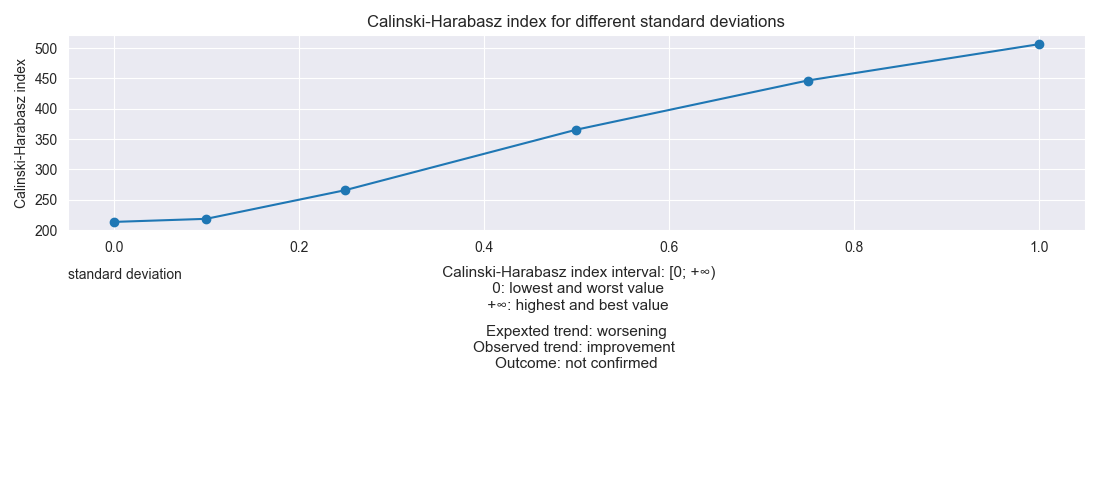 Calinski-Harabasz index for different standard deviations
Calinski-Harabasz index
500
450
400
350
300
250
200
0.0 0.2 0.4 0.6 0.8 1.0
standard deviation
Calinski-Harabasz index interval: [0; +∞)
0: lowest and worst value
+∞: highest and best value
Expexted trend: worsening
Observed trend: improvement
Outcome: not confirmed